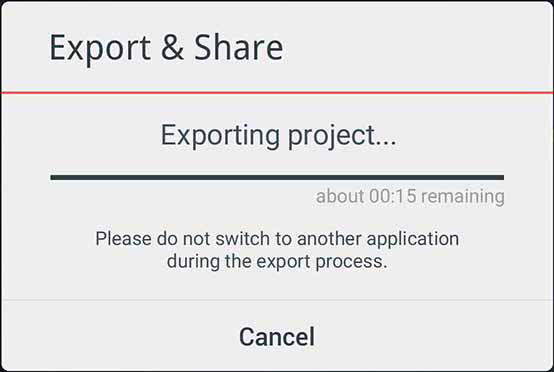 Export & Share
Exporting project...
about 00:15 remaining
Please do not switch to another application
during the export process.
Cancel